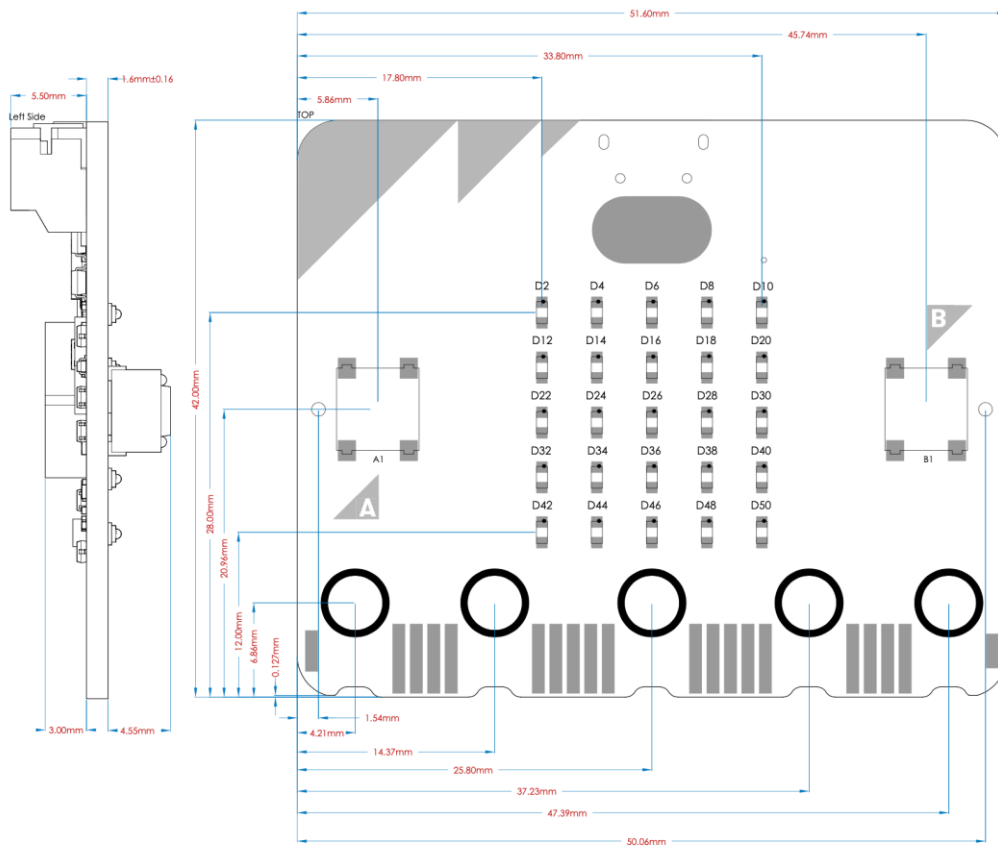 51.60mm
45.74mm
33.80mm
17.80mm
1.6mm±0.16
5.50mm
5.86mm
Left Side
TOP
D2 D4 D6 D8 D10
B
D12 D14 D16 D18 D20
D22 D24 D26 D28 D30
A1
B1
D32 D34 D36 D38 D40
A
D42 D44 D46 D48 D50
42.00mm
28.00mm
20.96mm
12.00mm
6.86mm
0.127mm
3.00mm
4.55mm
1.54mm
4.21mm
14.37mm
25.80mm
37.23mm
47.39mm
50.06mm